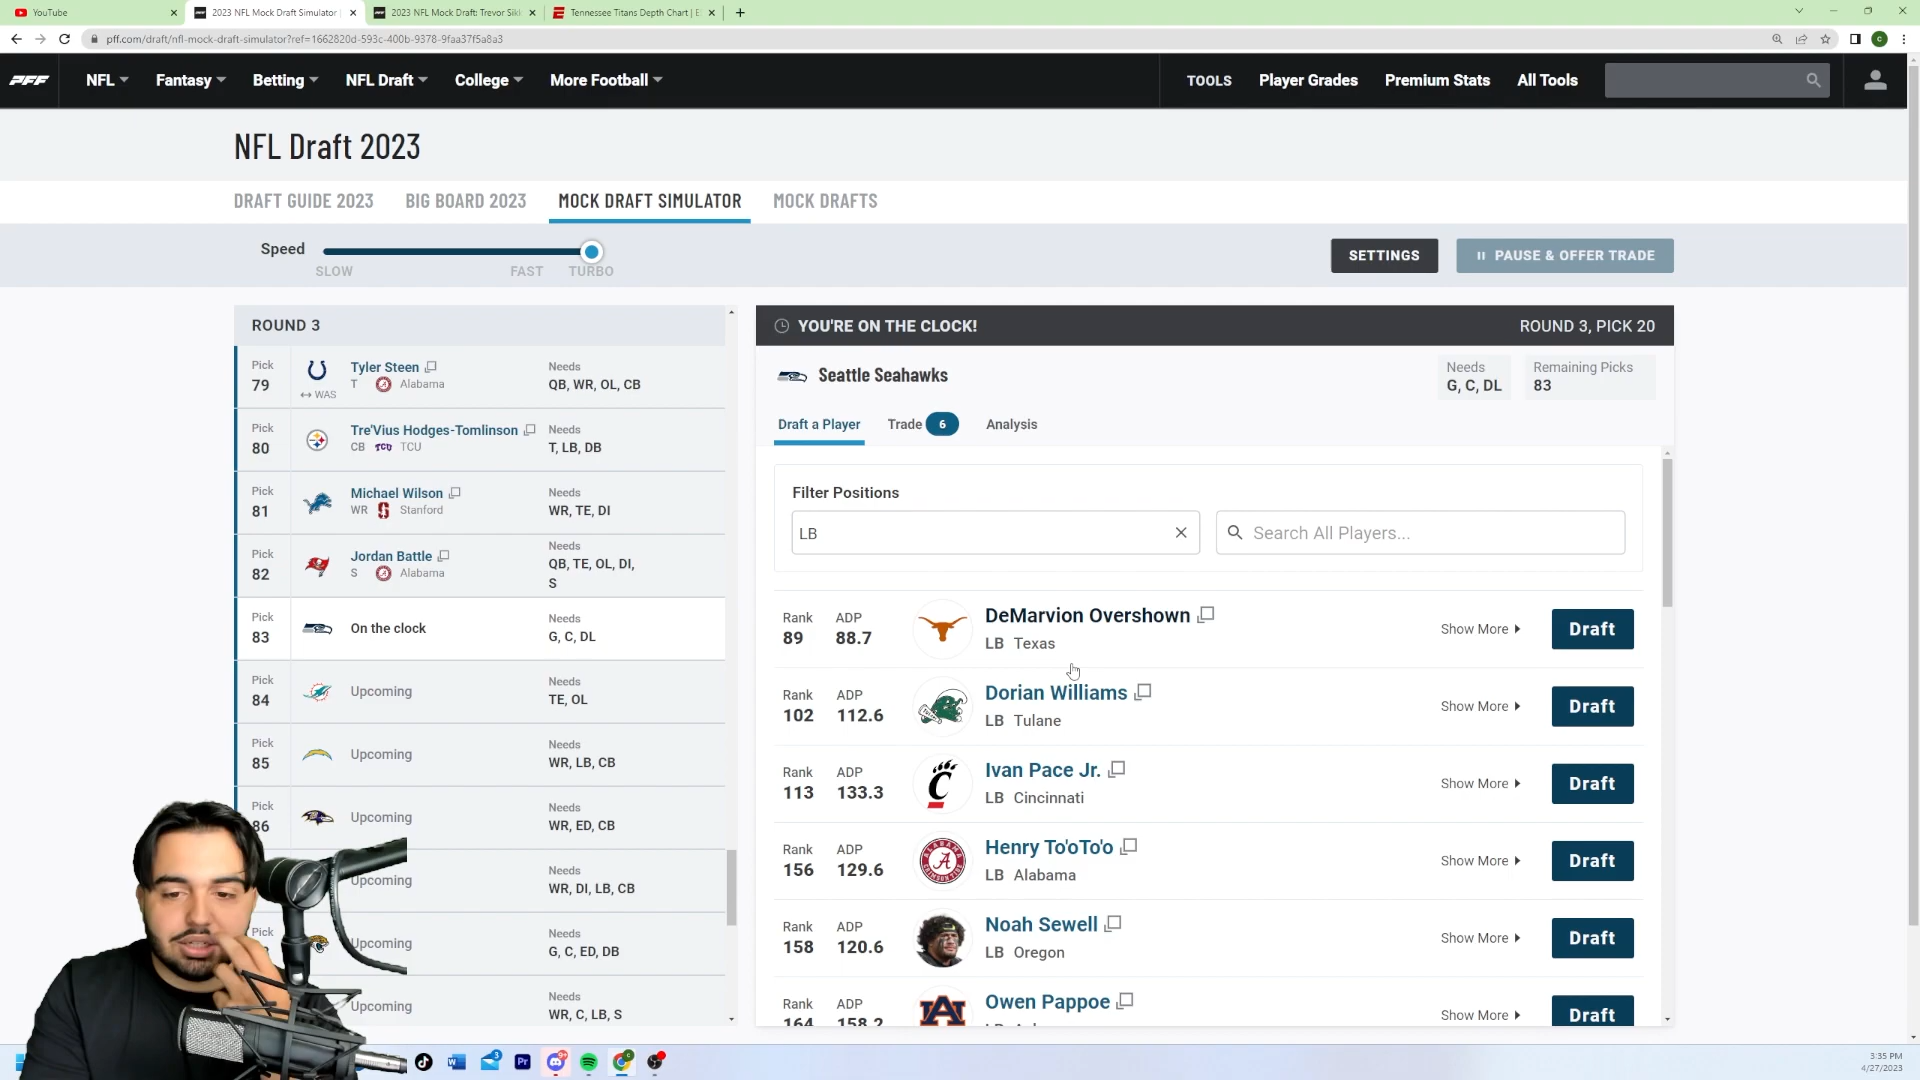 YouTube
2023 NFL Mock Draft Simulator
2023 NFL Mock Draft: Trevor Sik
Tennessee Titans Depth Chart | E
pff.com/draft/nfl-mock-draft-simulator?ref=1662820d-593c-400b-9378-9faa37f5a8a3
PFF
NFL
Fantasy
Betting
NFL Draft
College
More Football
TOOLS
Player Grades
Premium Stats
All Tools
NFL Draft 2023
DRAFT GUIDE 2023
BIG BOARD 2023
MOCK DRAFT SIMULATOR
MOCK DRAFTS
Speed
SLOW
FAST
TURBO
SETTINGS
PAUSE & OFFER TRADE
ROUND 3
Pick
79
WAS
Tyler Steen
T Alabama
Needs
QB, WR, OL, CB
Pick
80
Tre'Vius Hodges-Tomlinson
CB TCU TCU
Needs
T, LB, DB
Pick
81
Michael Wilson
WR Stanford
Needs
WR, TE, DI
Pick
82
Jordan Battle
S Alabama
Needs
QB, TE, OL, DI,
S
Pick
83
On the clock
Needs
G, C, DL
Pick
84
Upcoming
Needs
TE, OL
Pick
85
Upcoming
Needs
WR, LB, CB
Pick
86
Upcoming
Needs
WR, ED, CB
Upcoming
Needs
WR, DI, LB, CB
Pick
Upcoming
Needs
G, C, ED, DB
Upcoming
Needs
WR, C, LB, S
YOU'RE ON THE CLOCK!
ROUND 3, PICK 20
Seattle Seahawks
Needs
G, C, DL
Remaining Picks
83
Draft a Player
Trade 6
Analysis
Filter Positions
LB
Search All Players...
Rank
89
ADP
88.7
DeMarvion Overshown
LB Texas
Show More
Draft
Rank
102
ADP
112.6
Dorian Williams
LB Tulane
Show More
Draft
Rank
113
ADP
133.3
Ivan Pace Jr.
LB Cincinnati
Show More
Draft
Rank
156
ADP
129.6
Henry To'oTo'o
LB Alabama
Show More
Draft
Rank
158
ADP
120.6
Noah Sewell
LB Oregon
Show More
Draft
Rank
164
ADP
158.2
Owen Pappoe
Show More
Draft
3:35 PM
4/27/2023